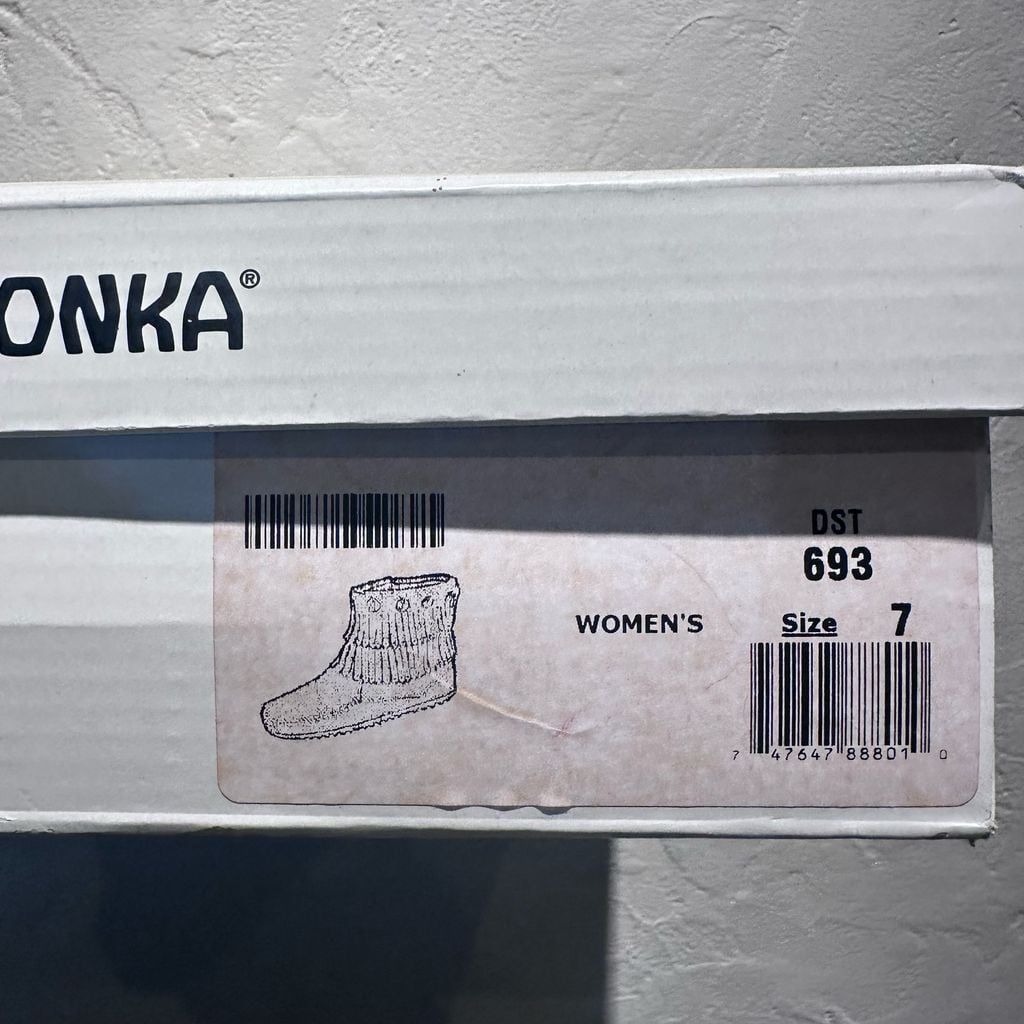 ONKA®
DST
693
WOMEN'S Size 7
7 47647 88801 0